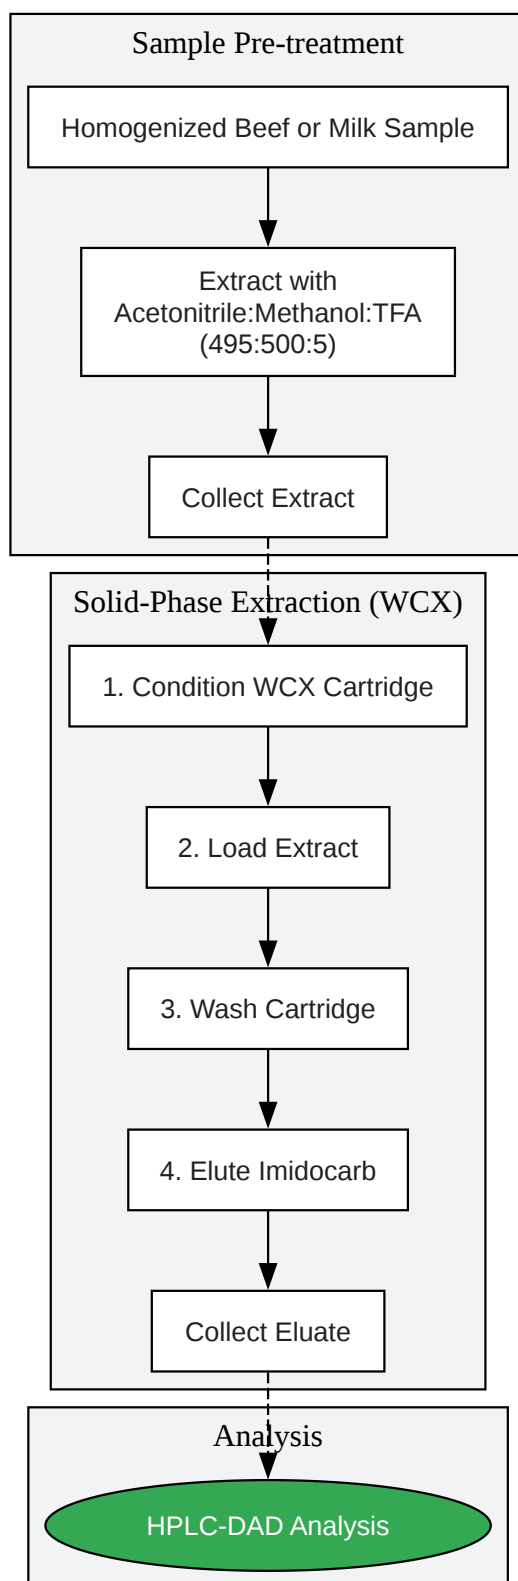 Sample Pre-treatment
Homogenized Beef or Milk Sample
Extract with
Acetonitrile:Methanol:TFA
(495:500:5)
Collect Extract
Solid-Phase Extraction (WCX)
1. Condition WCX Cartridge
2. Load Extract
3. Wash Cartridge
4. Elute Imidocarb
Collect Eluate
Analysis
HPLC-DAD Analysis